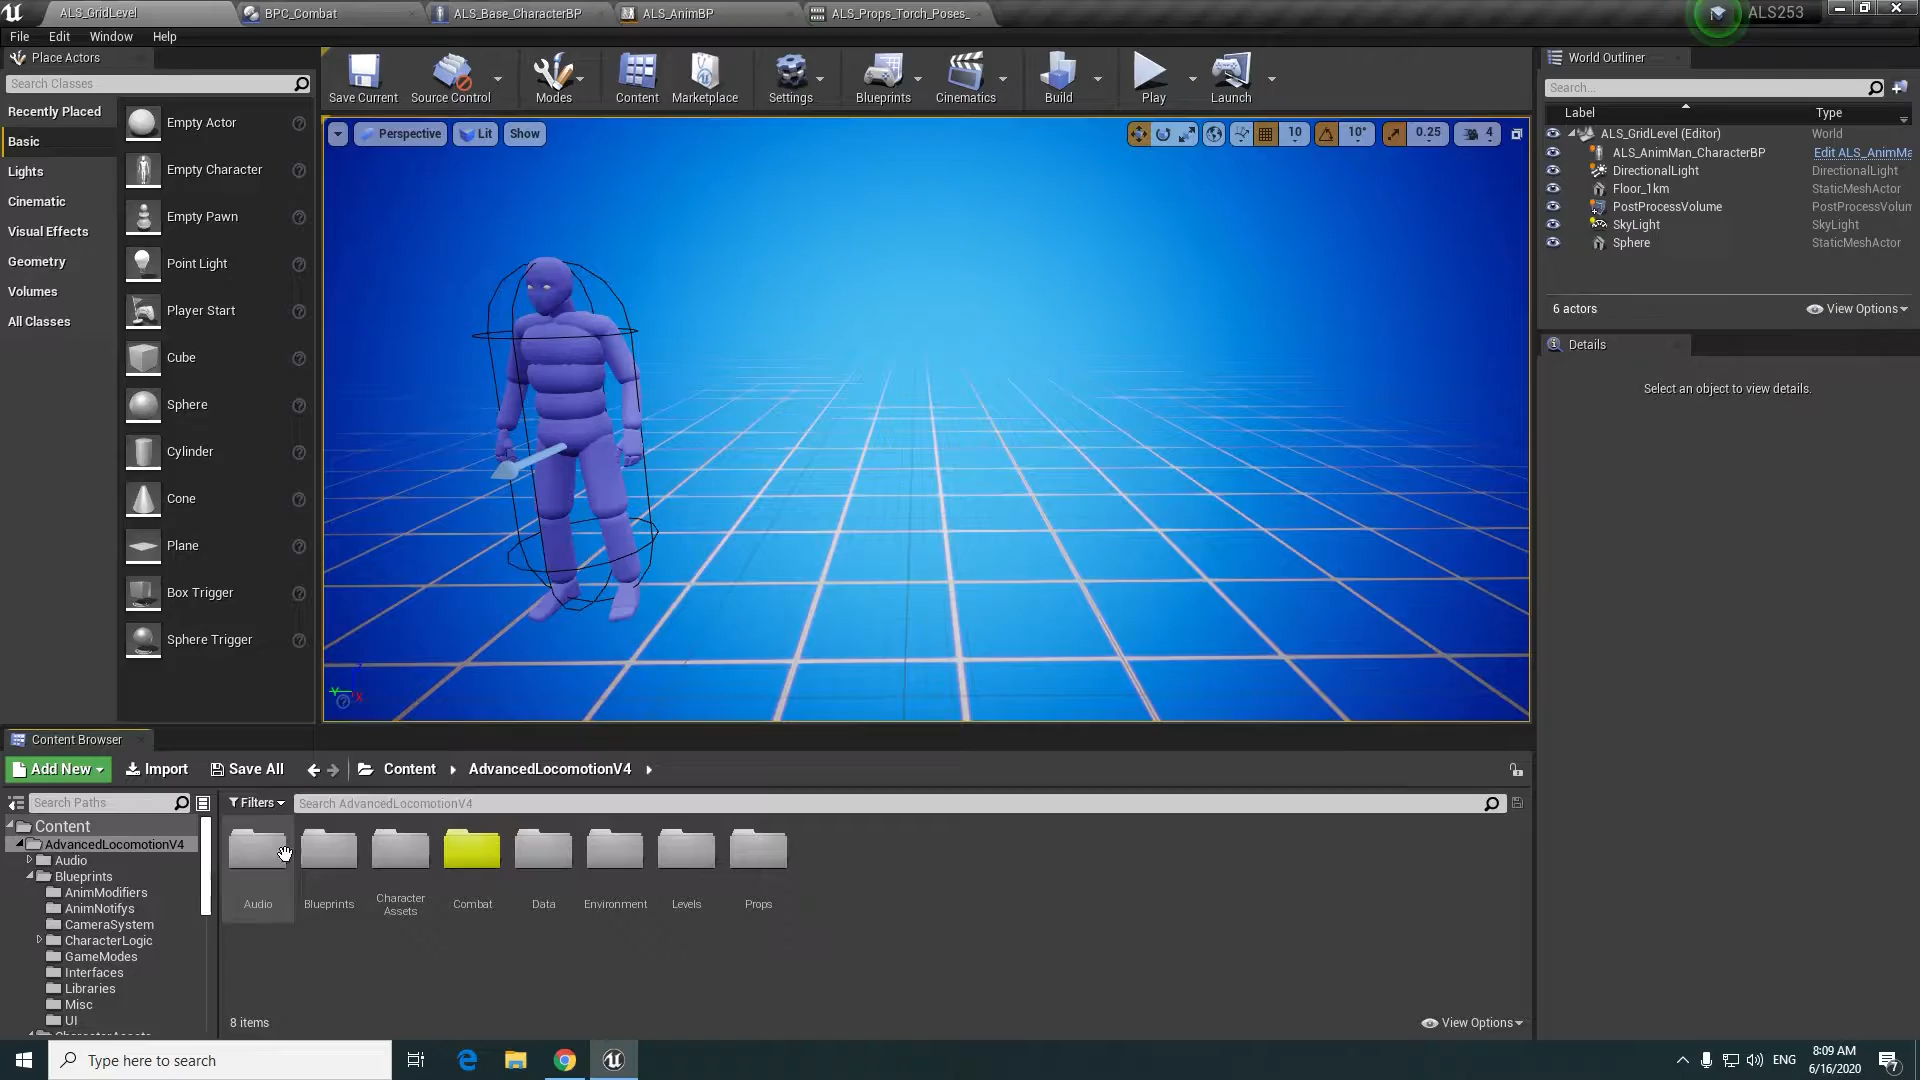 ALS_GridLevel
BPC_Combat
ALS_Base_CharacterBP
ALS_AnimBP
ALS_Props_Torch_Poses_
ALS253
File
Edit
Window
Help
Place Actors
Search Classes
Recently Placed
Basic
Lights
Cinematic
Visual Effects
Geometry
Volumes
All Classes
Empty Actor
Empty Character
Empty Pawn
Point Light
Player Start
Cube
Sphere
Cylinder
Cone
Plane
Box Trigger
Sphere Trigger
Save Current
Source Control
Modes
Content
Marketplace
Settings
Blueprints
Cinematics
Build
Play
Launch
Perspective
Lit
Show
10
10°
0.25
4
Y
X
World Outliner
Search...
Label
Type
ALS_GridLevel (Editor)
World
ALS_AnimMan_CharacterBP
Edit ALS_AnimMa
DirectionalLight
DirectionalLight
Floor_1km
StaticMeshActor
PostProcessVolume
PostProcessVolum
SkyLight
SkyLight
Sphere
StaticMeshActor
6 actors
View Options
Details
Select an object to view details.
Content Browser
Add New
Import
Save All
Content
AdvancedLocomotionV4
Search Paths
Filters
Search AdvancedLocomotionV4
Content
AdvancedLocomotionV4
Audio
Blueprints
AnimModifiers
AnimNotifys
CameraSystem
CharacterLogic
GameModes
Interfaces
Libraries
Misc
UI
Audio
Blueprints
Character
Assets
Combat
Data
Environment
Levels
Props
8 items
View Options
Type here to search
ENG
8:09 AM
6/16/2020
7